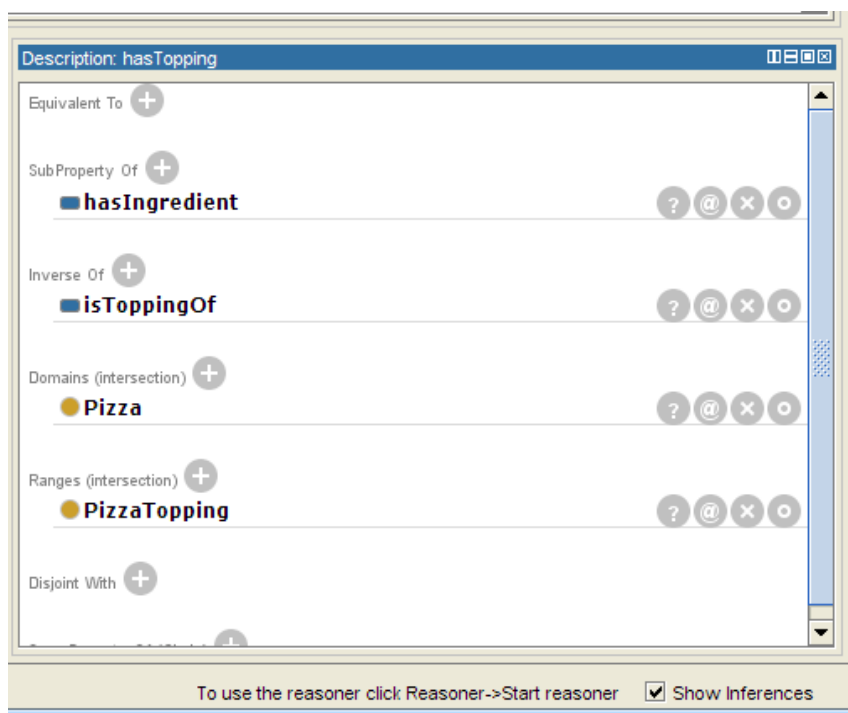 Description: hasTopping
Equivalent To
SubProperty Of
hasIngredient
Inverse Of
isToppingOf
Domains (intersection)
Pizza
Ranges (intersection)
PizzaTopping
Disjoint With
To use the reasoner click Reasoner->Start reasoner Show Inferences